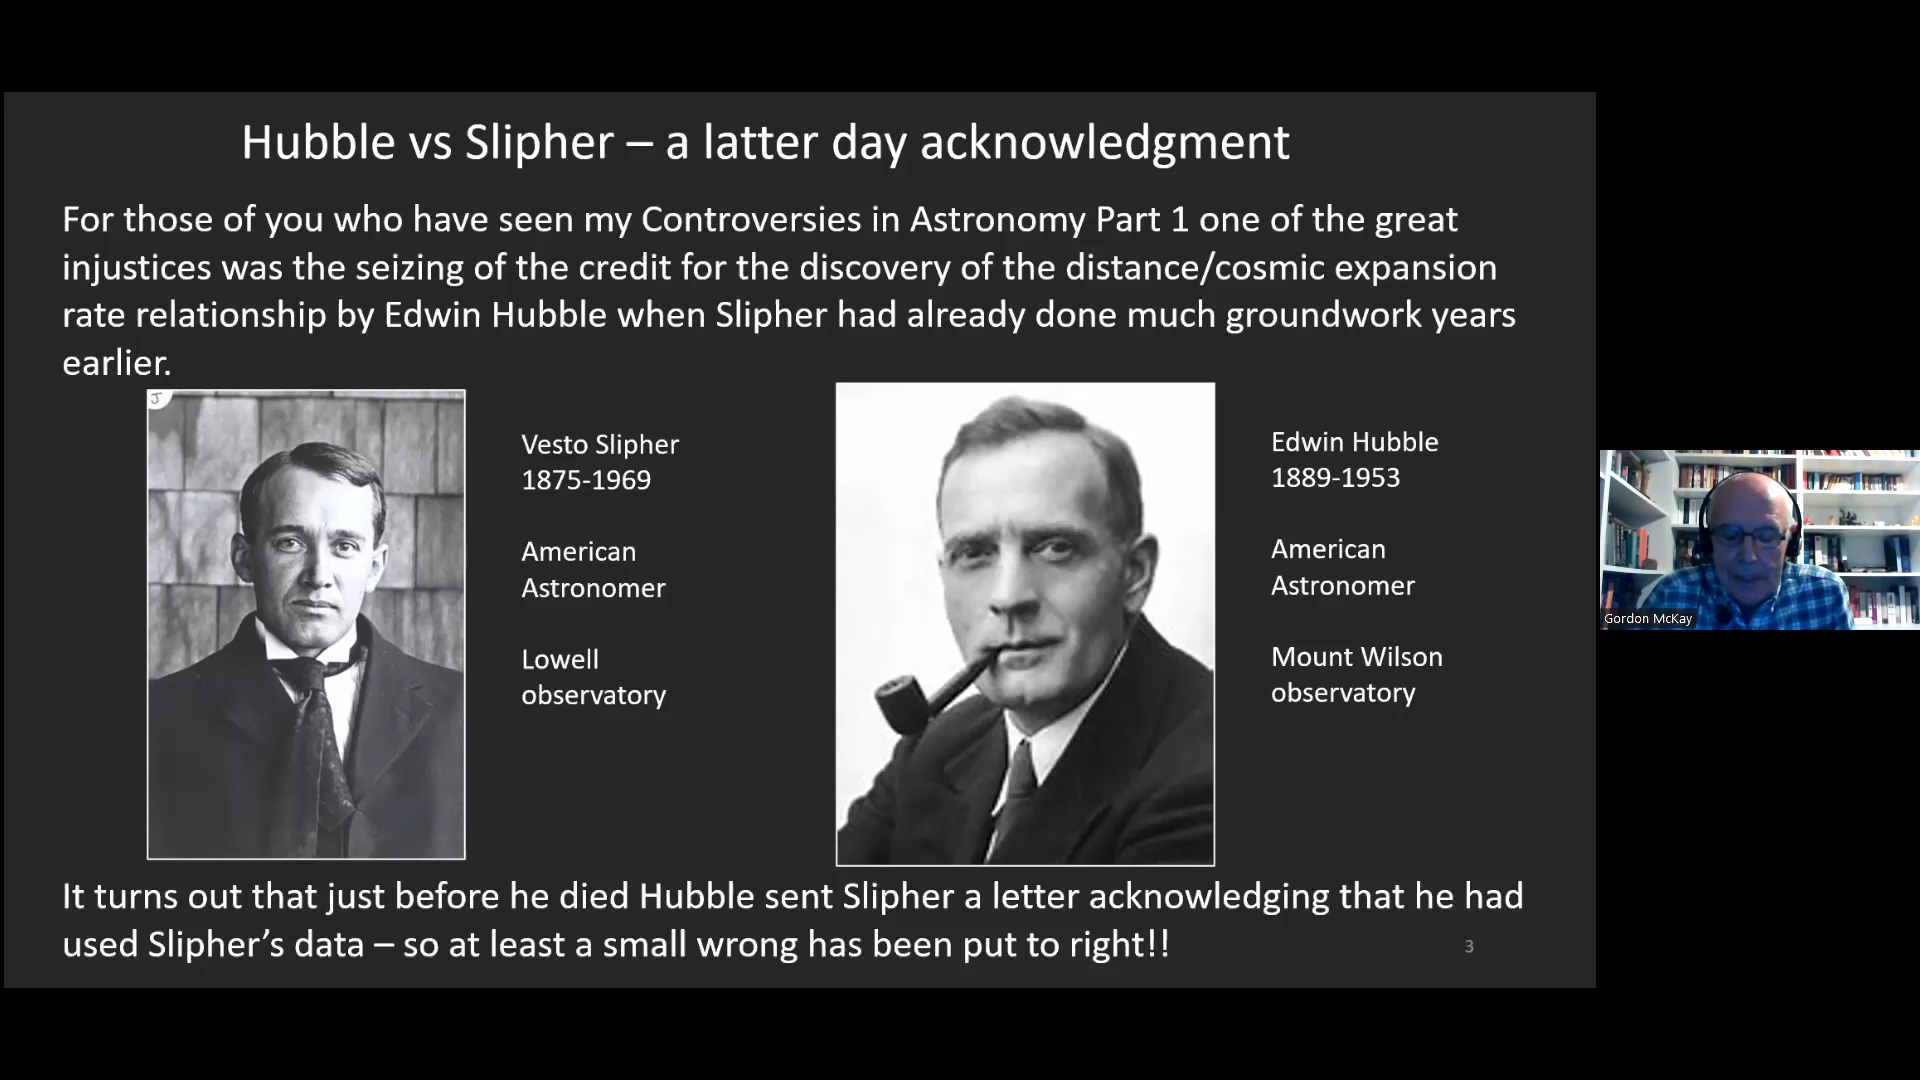 Hubble vs Slipher – a latter day acknowledgment
For those of you who have seen my Controversies in Astronomy Part 1 one of the great
injustices was the seizing of the credit for the discovery of the distance/cosmic expansion
rate relationship by Edwin Hubble when Slipher had already done much groundwork years
earlier.
J
Vesto Slipher
1875-1969
American
Astronomer
Lowell
observatory
Edwin Hubble
1889-1953
American
Astronomer
Mount Wilson
observatory
Gordon McKay
It turns out that just before he died Hubble sent Slipher a letter acknowledging that he had
used Slipher’s data – so at least a small wrong has been put to right!!
3